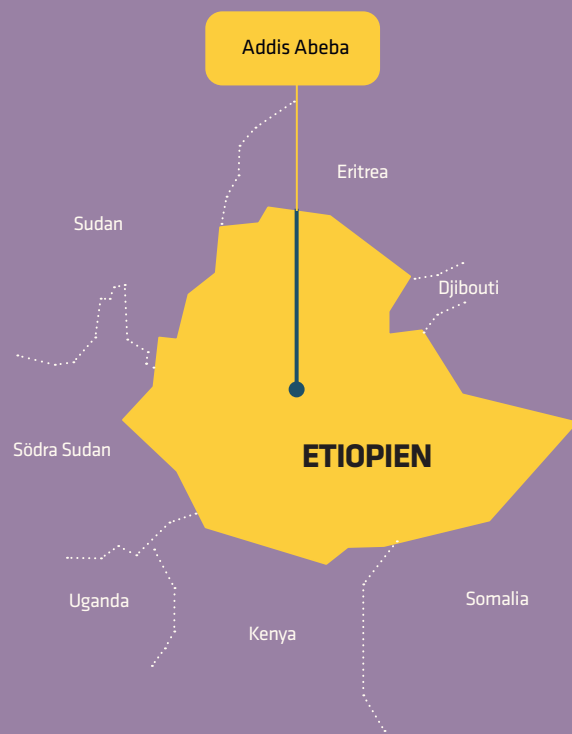 Addis Abeba
Eritrea
Sudan
Djibouti
Södra Sudan
ETIOPIEN
Uganda
Somalia
Kenya